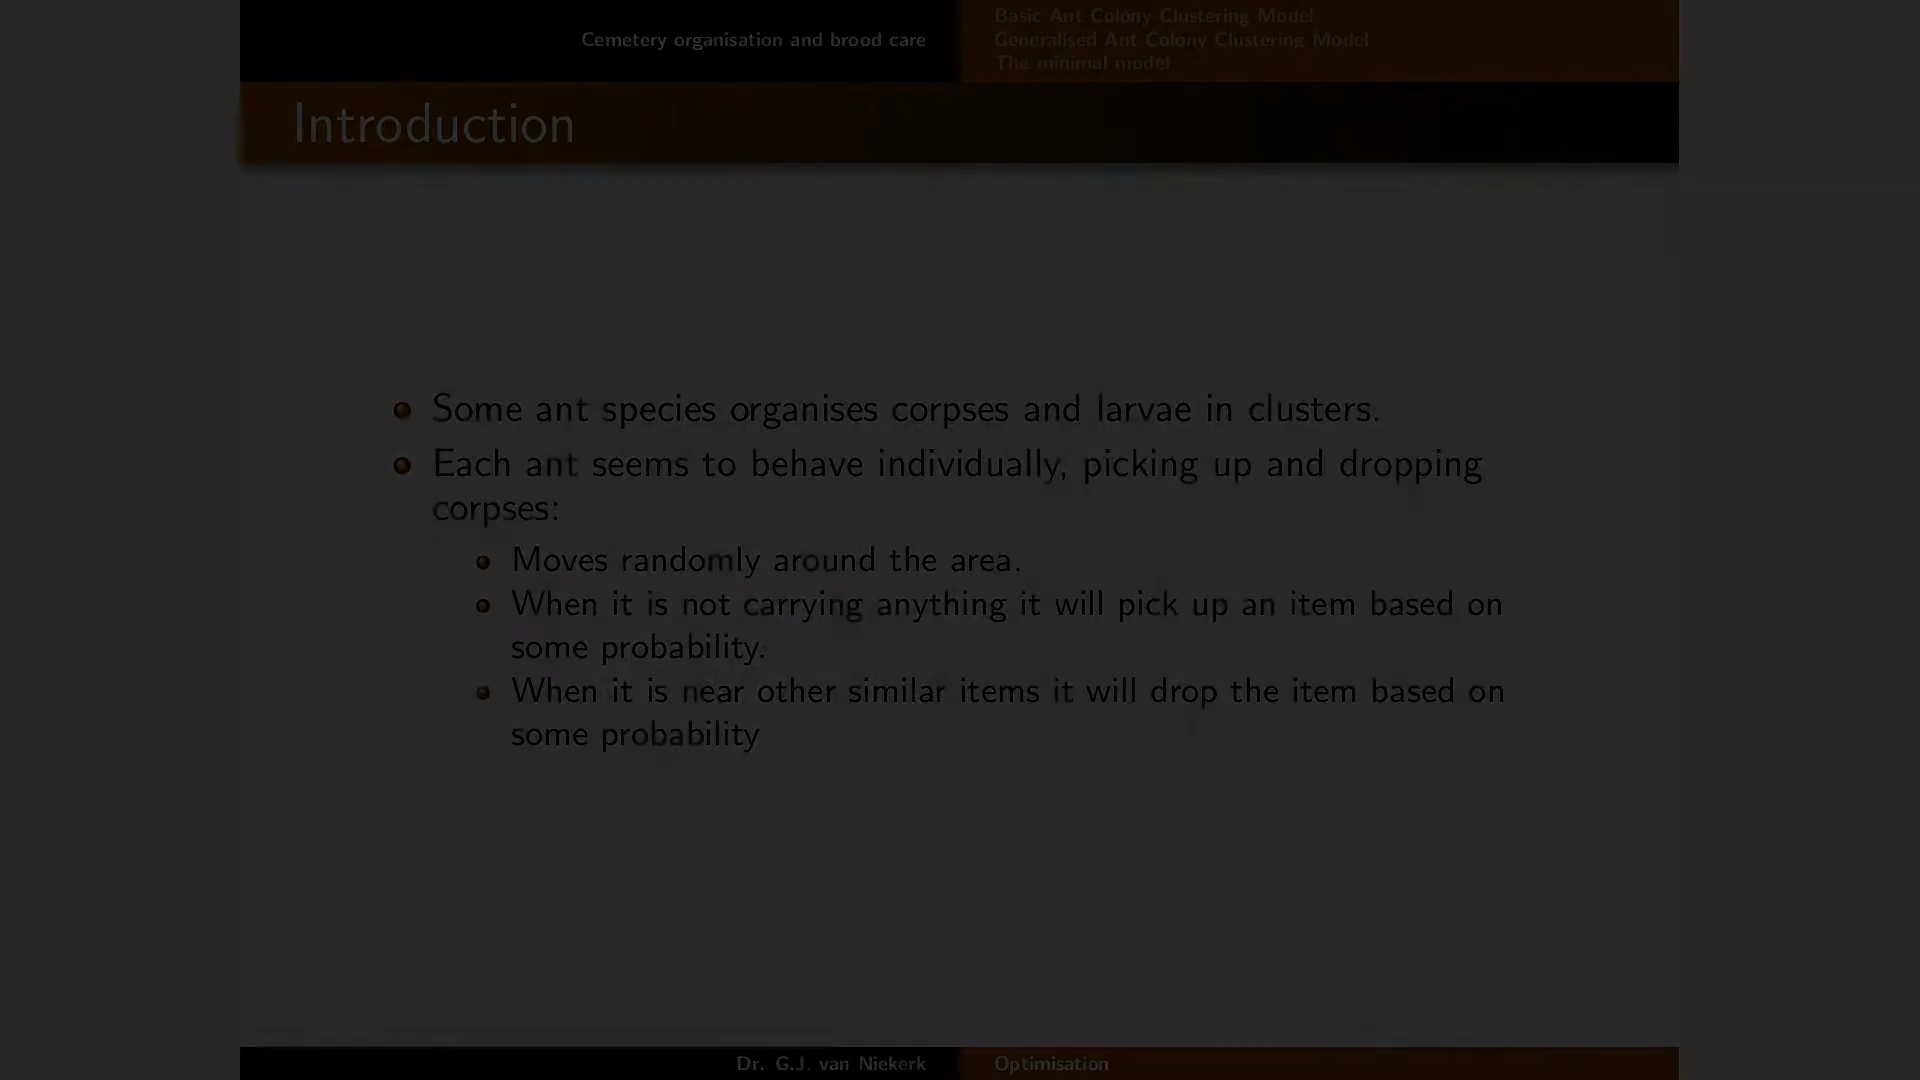 Cemetery organisation and brood care
Basic Ant Colony Clustering Model
Generalised Ant Colony Clustering Model
The minimal model
Introduction
Some ant species organises corpses and larvae in clusters.
Each ant seems to behave individually, picking up and dropping
corpses:
Moves randomly around the area.
When it is not carrying anything it will pick up an item based on
some probability.
When it is near other similar items it will drop the item based on
some probability
Dr. G.J. van Niekerk
Optimisation